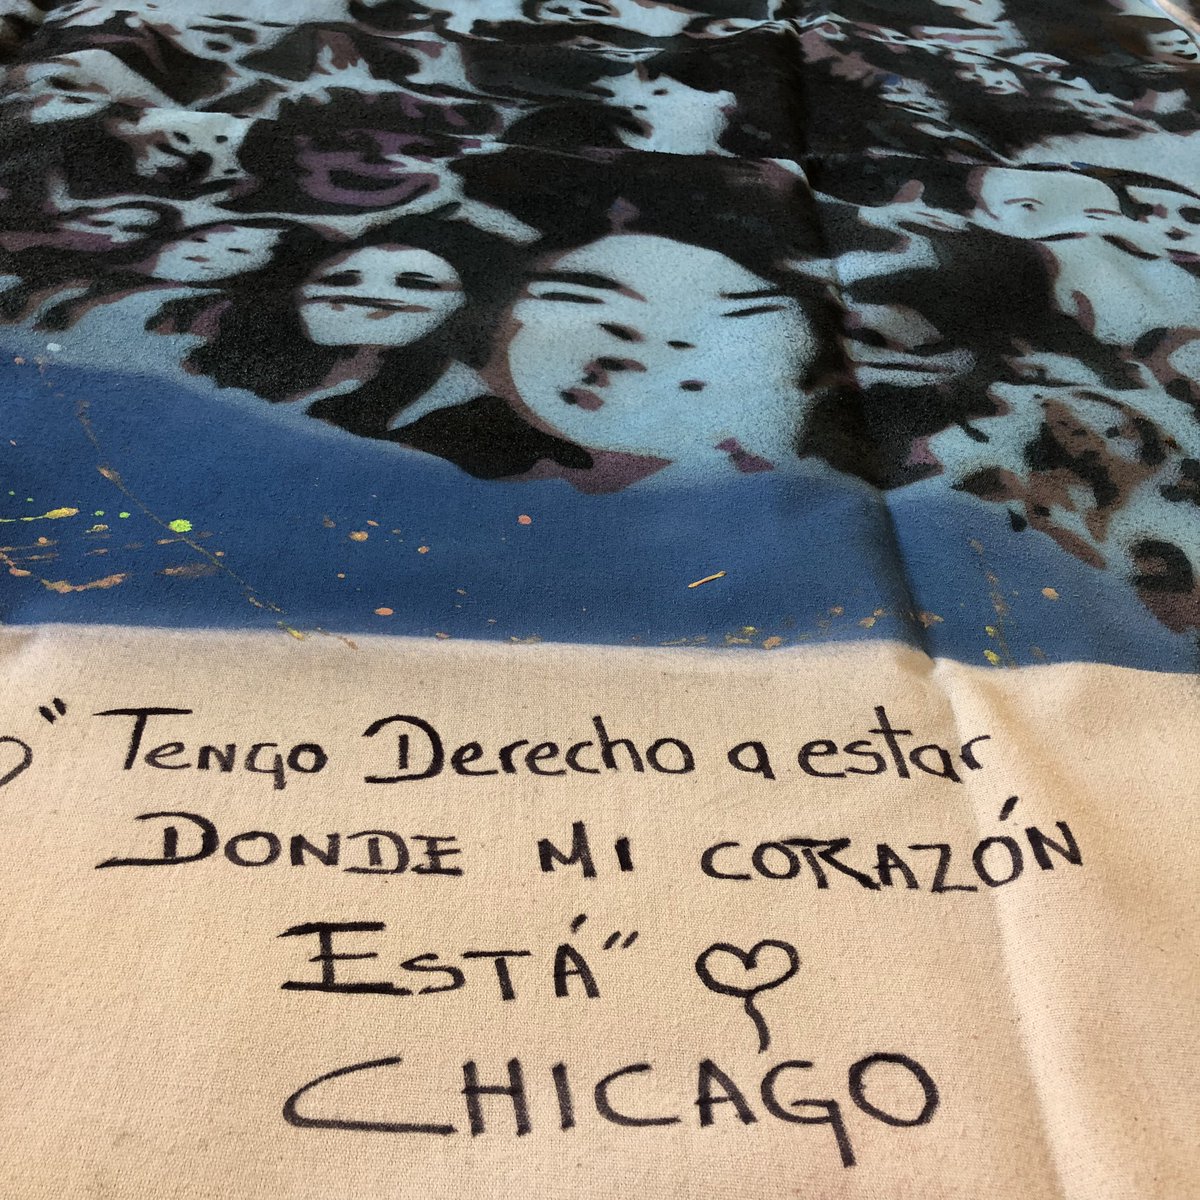 "Tengo Derecho a estar
DONDE MI CORAZÓN
ESTÁ"
CHICAGO